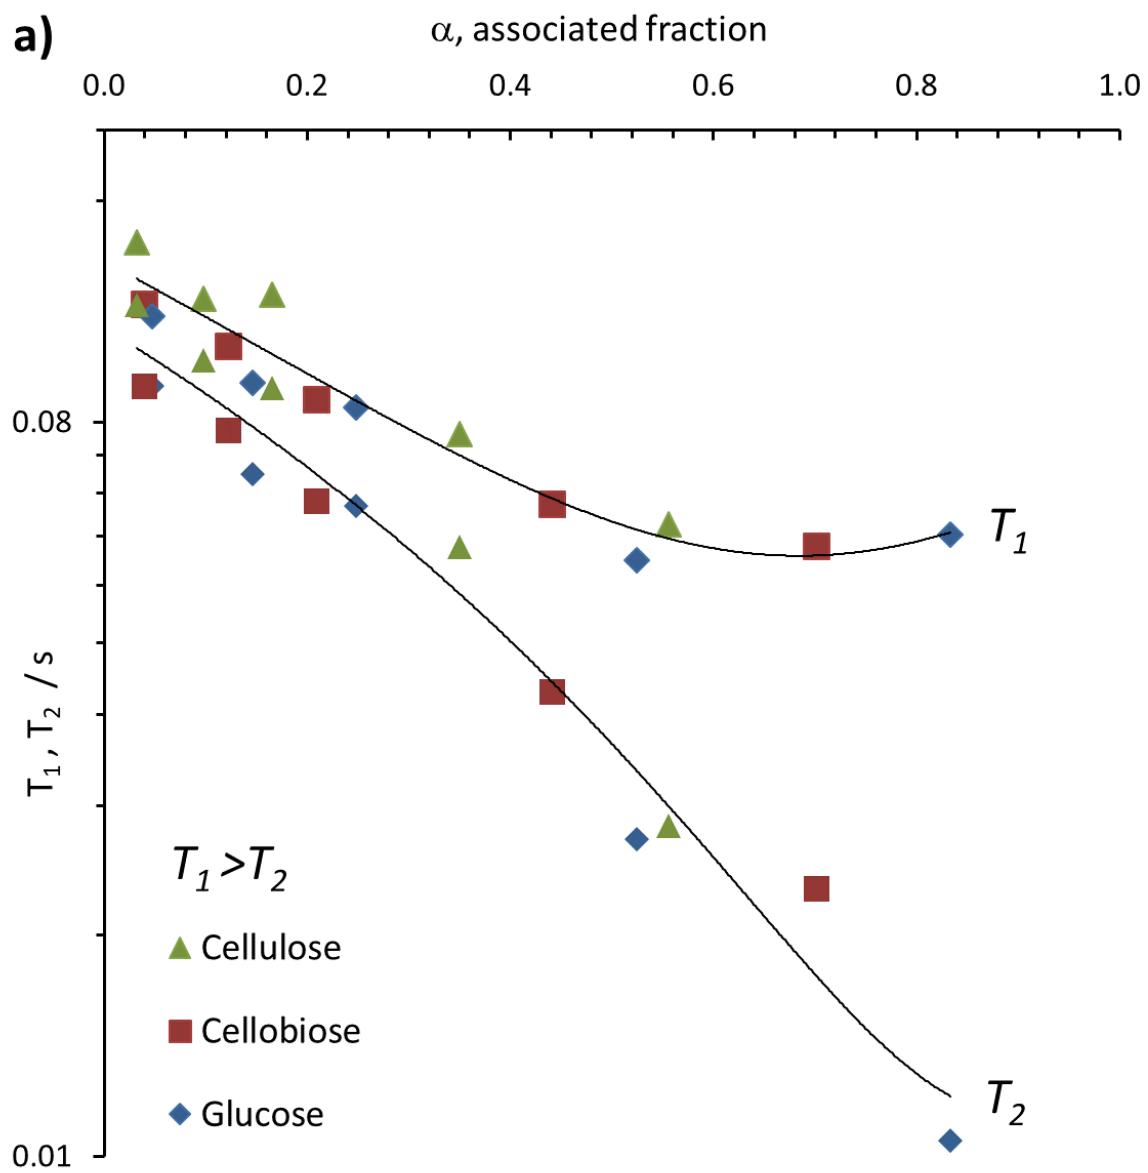 a)
α, associated fraction
0.0 0.2 0.4 0.6 0.8 1.0
0.08
T1
T1, T2 / s
T1 >T2
Cellulose
Cellobiose
Glucose
T2
0.01